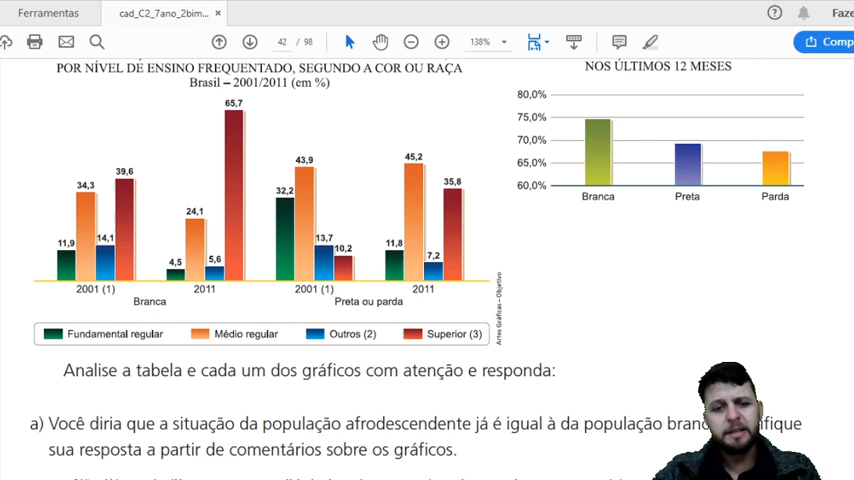 Ferramentas
cad_C2_7ano_2bim... ×
Faze
42 / 98
138%
Comp
POR NÍVEL DE ENSINO FREQUENTADO, SEGUNDO A COR OU RAÇA
Brasil – 2001/2011 (em %)
65,7
39,6
34,3
11,9
14,1
24,1
4,5
5,6
43,9
32,2
13,7
10,2
45,2
35,8
11,8
7,2
2001 (1)
2011
2001 (1)
2011
Branca
Preta ou parda
Fundamental regular
Médio regular
Outros (2)
Superior (3)
Artes Gráficas – Objetivo
NOS ÚLTIMOS 12 MESES
80,0%
75,0%
70,0%
65,0%
60,0%
Branca
Preta
Parda
Analise a tabela e cada um dos gráficos com atenção e responda:
a) Você diria que a situação da população afrodescendente já é igual à da população branc
sua resposta a partir de comentários sobre os gráficos.